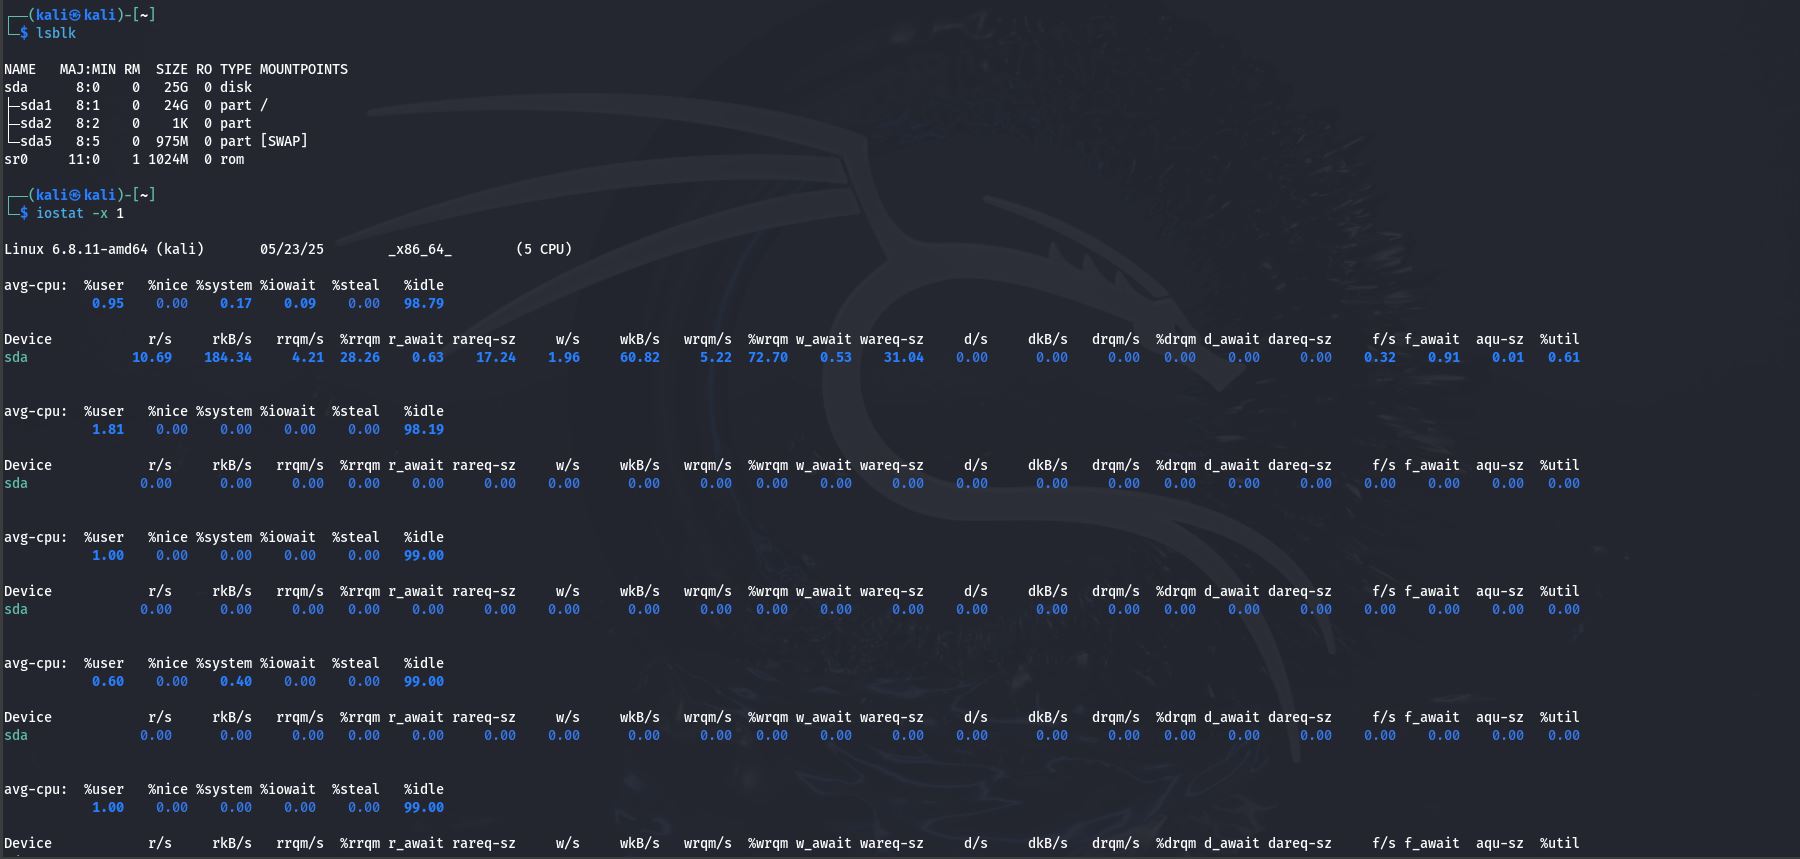 ┌──(kali㉿kali)-[~]
└─$ lsblk
NAME   MAJ:MIN RM  SIZE RO TYPE MOUNTPOINTS
sda      8:0    0   25G  0 disk
├─sda1   8:1    0   24G  0 part /
├─sda2   8:2    0    1K  0 part
└─sda5   8:5    0  975M  0 part [SWAP]
sr0     11:0    1 1024M  0 rom
┌──(kali㉿kali)-[~]
└─$ iostat -x 1
Linux 6.8.11-amd64 (kali) 05/23/25 _x86_64_ (5 CPU)
avg-cpu: %user %nice %system %iowait %steal %idle
0.95 0.00 0.17 0.09 0.00 98.79
Device r/s rkB/s rrqm/s %rrqm r_await rareq-sz w/s wkB/s wrqm/s %wrqm w_await wareq-sz d/s dkB/s drqm/s %drqm d_await dareq-sz f/s f_await aqu-sz %util
sda 10.69 184.34 4.21 28.26 0.63 17.24 1.96 60.82 5.22 72.70 0.53 31.04 0.00 0.00 0.00 0.00 0.00 0.00 0.32 0.91 0.01 0.61
avg-cpu: %user %nice %system %iowait %steal %idle
1.81 0.00 0.00 0.00 0.00 98.19
Device r/s rkB/s rrqm/s %rrqm r_await rareq-sz w/s wkB/s wrqm/s %wrqm w_await wareq-sz d/s dkB/s drqm/s %drqm d_await dareq-sz f/s f_await aqu-sz %util
sda 0.00 0.00 0.00 0.00 0.00 0.00 0.00 0.00 0.00 0.00 0.00 0.00 0.00 0.00 0.00 0.00 0.00 0.00 0.00 0.00 0.00 0.00
avg-cpu: %user %nice %system %iowait %steal %idle
1.00 0.00 0.00 0.00 0.00 99.00
Device r/s rkB/s rrqm/s %rrqm r_await rareq-sz w/s wkB/s wrqm/s %wrqm w_await wareq-sz d/s dkB/s drqm/s %drqm d_await dareq-sz f/s f_await aqu-sz %util
sda 0.00 0.00 0.00 0.00 0.00 0.00 0.00 0.00 0.00 0.00 0.00 0.00 0.00 0.00 0.00 0.00 0.00 0.00 0.00 0.00 0.00 0.00
avg-cpu: %user %nice %system %iowait %steal %idle
0.60 0.00 0.40 0.00 0.00 99.00
Device r/s rkB/s rrqm/s %rrqm r_await rareq-sz w/s wkB/s wrqm/s %wrqm w_await wareq-sz d/s dkB/s drqm/s %drqm d_await dareq-sz f/s f_await aqu-sz %util
sda 0.00 0.00 0.00 0.00 0.00 0.00 0.00 0.00 0.00 0.00 0.00 0.00 0.00 0.00 0.00 0.00 0.00 0.00 0.00 0.00 0.00 0.00
avg-cpu: %user %nice %system %iowait %steal %idle
1.00 0.00 0.00 0.00 0.00 99.00
Device r/s rkB/s rrqm/s %rrqm r_await rareq-sz w/s wkB/s wrqm/s %wrqm w_await wareq-sz d/s dkB/s drqm/s %drqm d_await dareq-sz f/s f_await aqu-sz %util